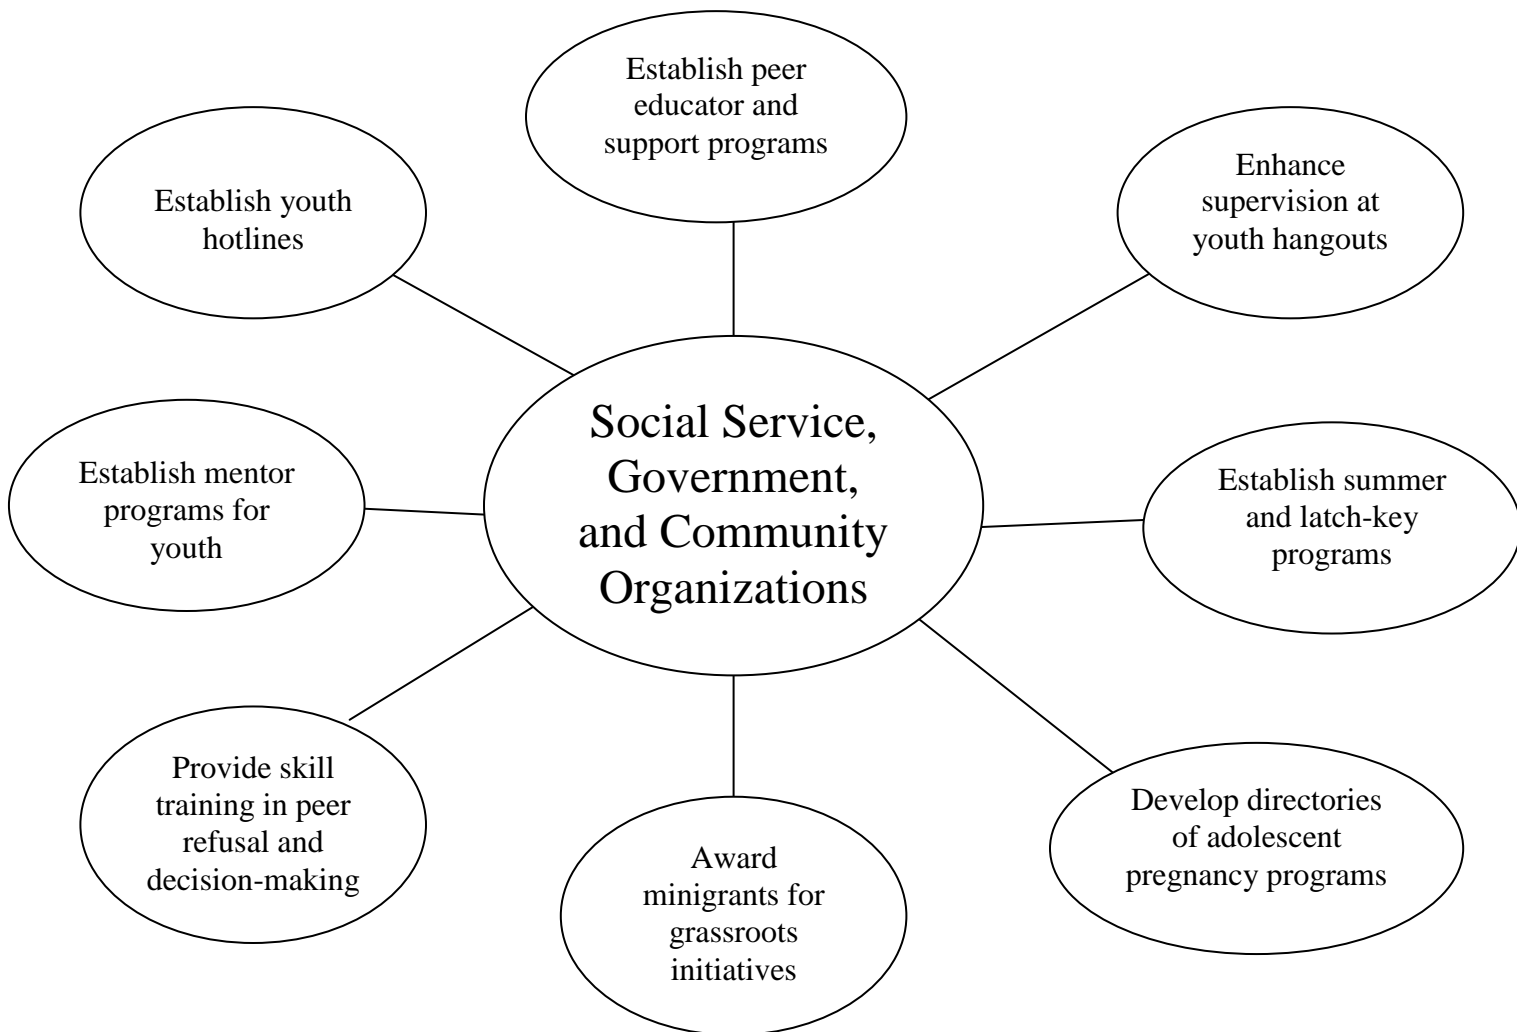 Establish peer
educator and
support programs
Establish youth
hotlines
Enhance
supervision at
youth hangouts
Social Service,
Government,
and Community
Organizations
Establish mentor
programs for
youth
Establish summer
and latch-key
programs
Provide skill
training in peer
refusal and
decision-making
Award
minigrants for
grassroots
initiatives
Develop directories
of adolescent
pregnancy programs